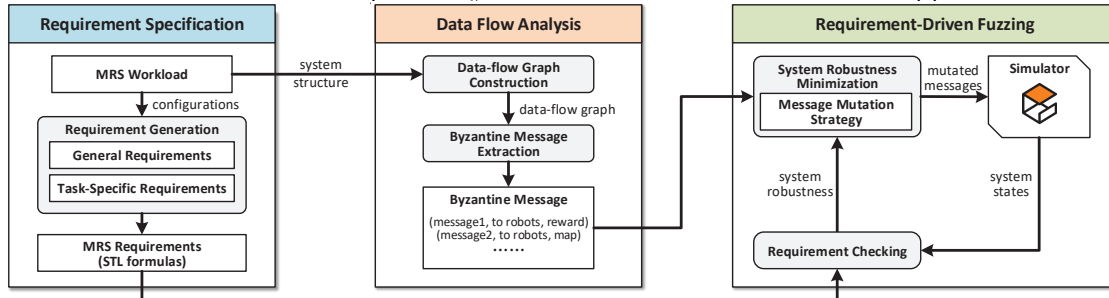 Requirement Specification
MRS Workload
configurations
Requirement Generation
General Requirements
Task-Specific Requirements
MRS Requirements
(STL formulas)
system
structure
Data Flow Analysis
Data-flow Graph
Construction
data-flow graph
Byzantine Message
Extraction
Byzantine Message
(message1, to robots, reward)
(message2, to robots, map)
……
Requirement-Driven Fuzzing
System Robustness
Minimization
Message Mutation
Strategy
mutated
messages
Simulator
system
robustness
system
states
Requirement Checking